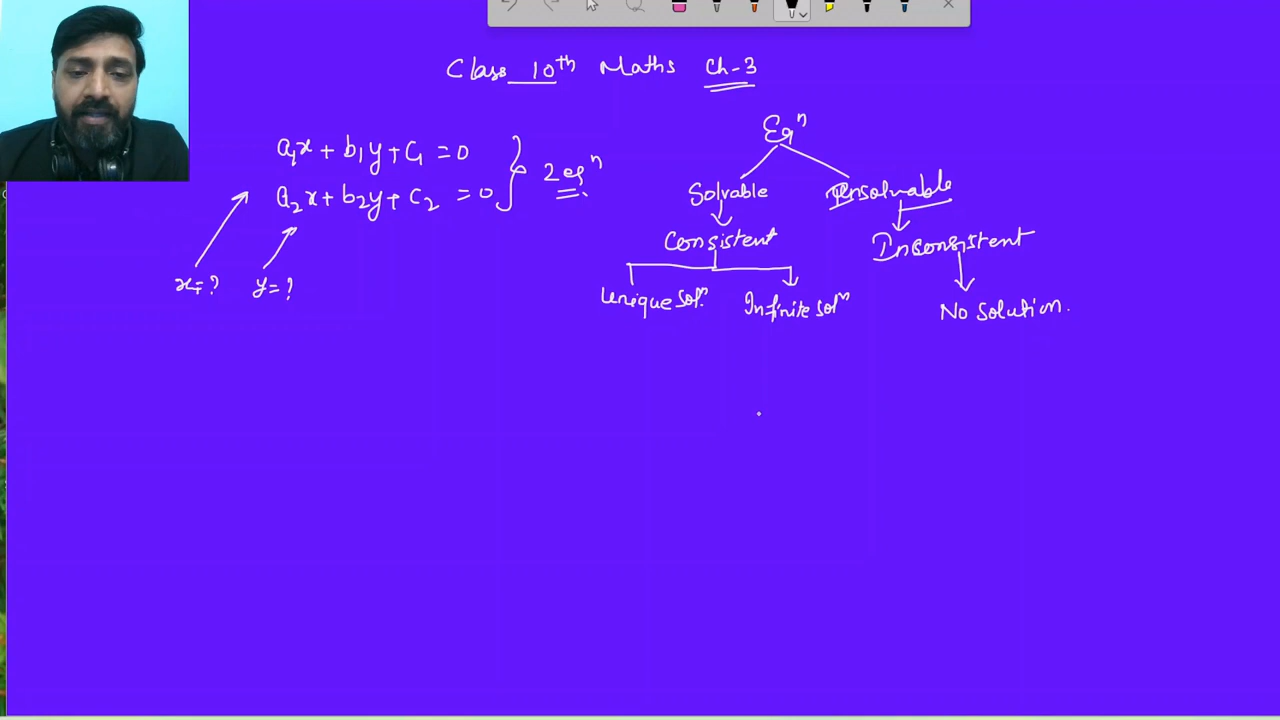 Class 10th Maths Ch-3
a₁x + b₁y + c₁ = 0
a₂x + b₂y + c₂ = 0
2 eqⁿ
x = ?
y = ?
Eqⁿ
Solvable
Unsolvable
Consistent
Inconsistent
Unique Solⁿ.
Infinite solⁿ
No Solution.